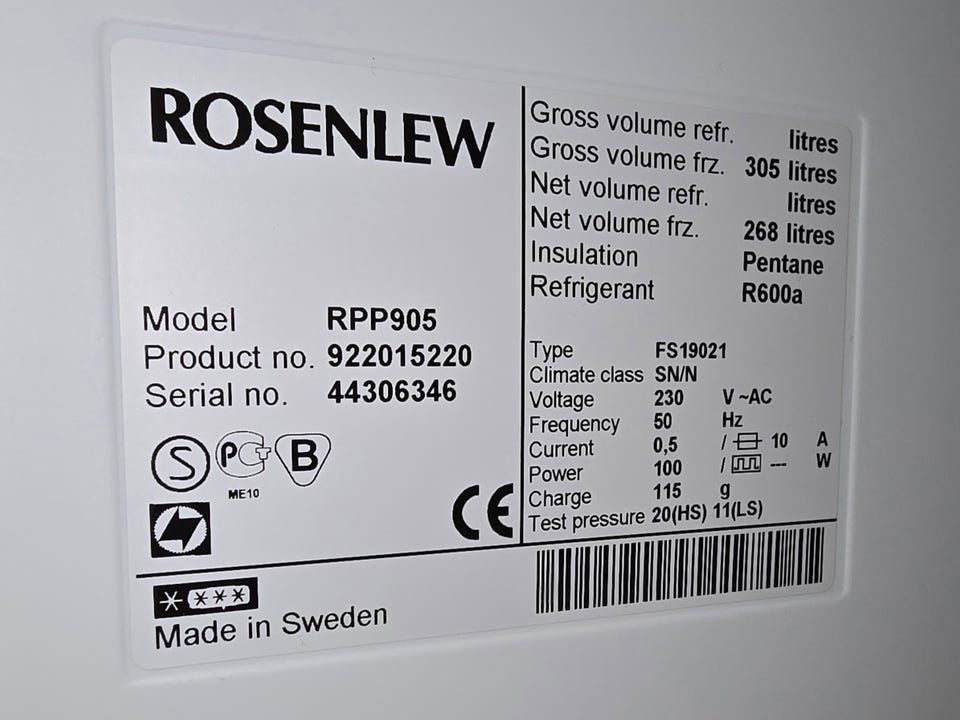 ROSENLEW
Model RPP905
Product no. 922015220
Serial no. 44306346
S PCT B
ME10
CE
Gross volume refr. litres
Gross volume frz. 305 litres
Net volume refr. litres
Net volume frz. 268 litres
Insulation Pentane
Refrigerant R600a
Type FS19021
Climate class SN/N
Voltage 230 V ~AC
Frequency 50 Hz
Current 0,5 / 10 A
Power 100 / --- W
Charge 115 g
Test pressure 20(HS) 11(LS)
* ***
Made in Sweden